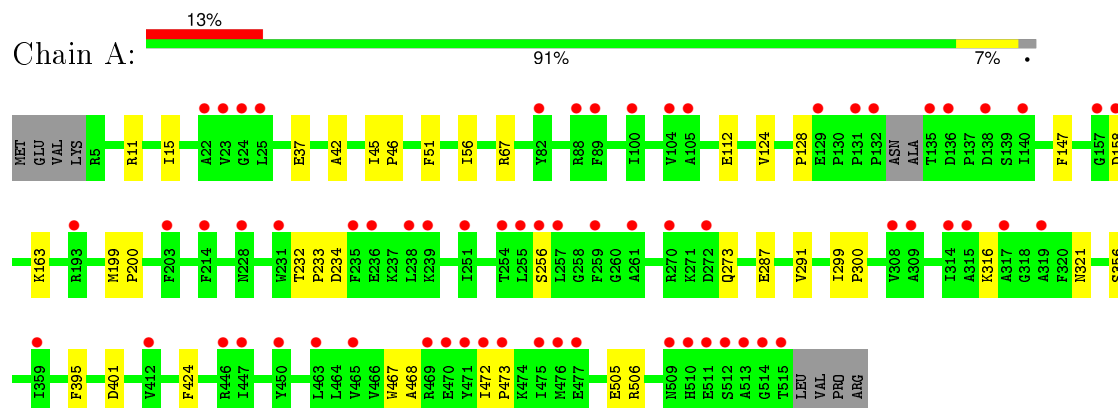 13%
Chain A:
91% 7% •
MET GLU VAL LYS R5 R11 I15 A22 V23 G24 L25 E37 A42 I45 P46 F51 I56 R67 Y82 R88 F89 I100 V104 A105 E112 V124 P128 E129 P130 P131 P132 ASN ALA T135 D136 P137 D138 S139 I140 F147 G157 D158
K163 R193 M199 P200 F203 F214 N228 W231 T232 P233 D234 F235 E236 K237 L238 K239 I251 T254 L255 S256 L257 G258 F259 G260 A261 R270 K271 D272 Q273 E287 V291 I299 P300 V308 A309 I314 A315 K316 A317 G318 A319 F320 N321 S356
I359 F395 D401 V412 F424 R446 I447 Y450 L463 L464 V465 V466 W467 A468 R469 E470 Y471 I472 P473 K474 I475 M476 E477 E505 R506 N509 H510 E511 S512 A513 G514 T515 LEU VAL PRO ARG